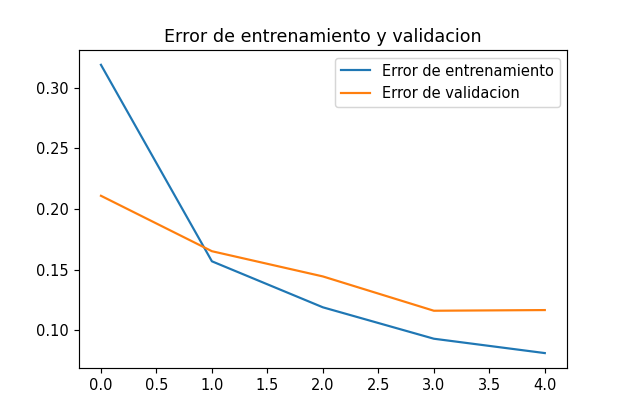 Error de entrenamiento y validacion
Error de entrenamiento
Error de validacion
0.30
0.25
0.20
0.15
0.10
0.0 0.5 1.0 1.5 2.0 2.5 3.0 3.5 4.0